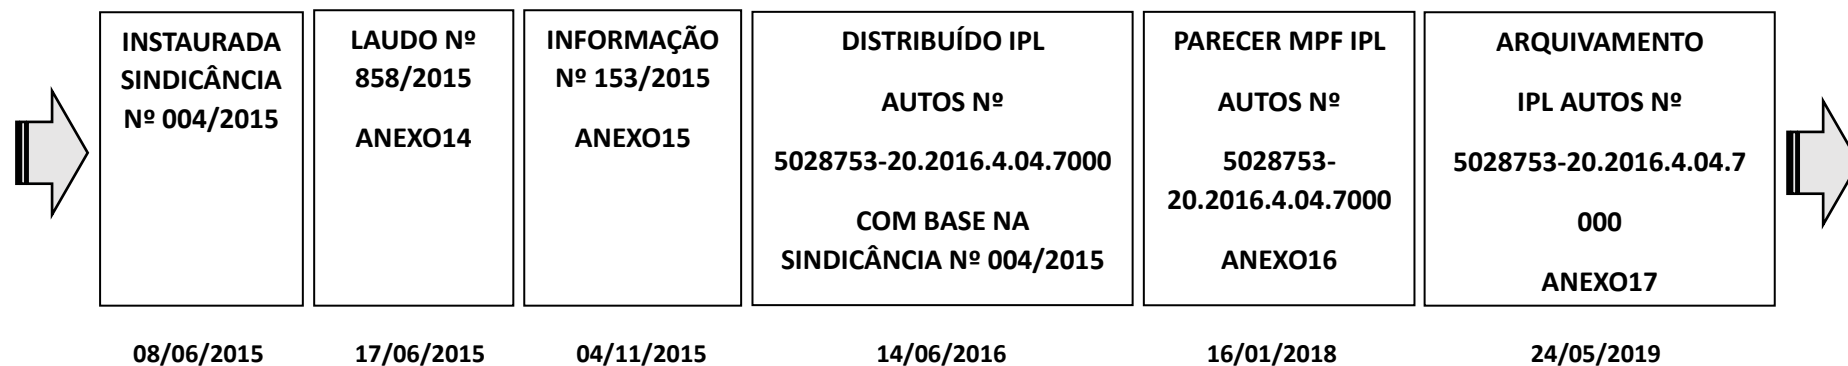 INSTAURADA
SINDICÂNCIA
Nº 004/2015
LAUDO Nº
858/2015
ANEXO14
INFORMAÇÃO
Nº 153/2015
ANEXO15
DISTRIBUÍDO IPL
AUTOS Nº
5028753-20.2016.4.04.7000
COM BASE NA
SINDICÂNCIA Nº 004/2015
PARECER MPF IPL
AUTOS Nº
5028753-
20.2016.4.04.7000
ANEXO16
ARQUIVAMENTO
IPL AUTOS Nº
5028753-20.2016.4.04.7
000
ANEXO17
08/06/2015
17/06/2015
04/11/2015
14/06/2016
16/01/2018
24/05/2019